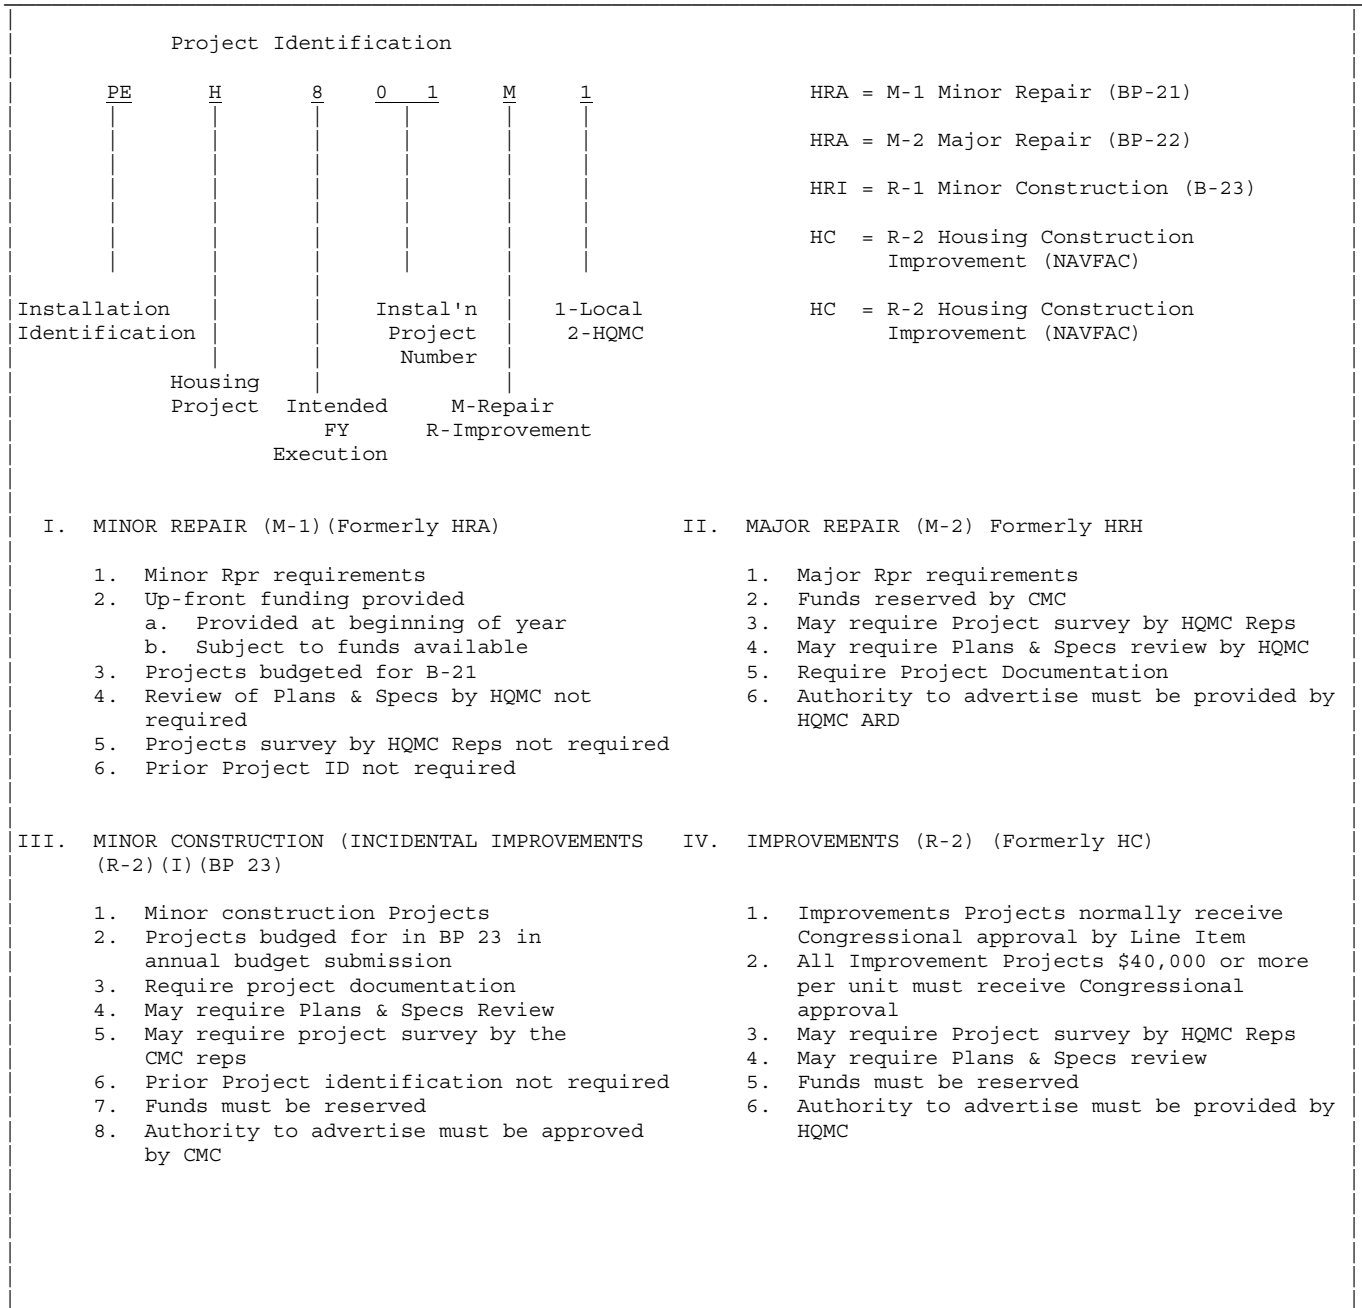 Project Identification
PE H 8 0 1 M 1
HRA = M-1 Minor Repair (BP-21)
HRA = M-2 Major Repair (BP-22)
HRI = R-1 Minor Construction (B-23)
HC = R-2 Housing Construction
Improvement (NAVFAC)
Installation Instal'n 1-Local HC = R-2 Housing Construction
Identification Project 2-HQMC Improvement (NAVFAC)
Number
Housing
Project Intended M-Repair
FY R-Improvement
Execution
I. MINOR REPAIR (M-1)(Formerly HRA)
1. Minor Rpr requirements
2. Up-front funding provided
a. Provided at beginning of year
b. Subject to funds available
3. Projects budgeted for B-21
4. Review of Plans & Specs by HQMC not
required
5. Projects survey by HQMC Reps not required
6. Prior Project ID not required
II. MAJOR REPAIR (M-2) Formerly HRH
1. Major Rpr requirements
2. Funds reserved by CMC
3. May require Project survey by HQMC Reps
4. May require Plans & Specs review by HQMC
5. Require Project Documentation
6. Authority to advertise must be provided by
HQMC ARD
III. MINOR CONSTRUCTION (INCIDENTAL IMPROVEMENTS
(R-2)(I)(BP 23)
1. Minor construction Projects
2. Projects budged for in BP 23 in
annual budget submission
3. Require project documentation
4. May require Plans & Specs Review
5. May require project survey by the
CMC reps
6. Prior Project identification not required
7. Funds must be reserved
8. Authority to advertise must be approved
by CMC
IV. IMPROVEMENTS (R-2) (Formerly HC)
1. Improvements Projects normally receive
Congressional approval by Line Item
2. All Improvement Projects $40,000 or more
per unit must receive Congressional
approval
3. May require Project survey by HQMC Reps
4. May require Plans & Specs review
5. Funds must be reserved
6. Authority to advertise must be provided by
HQMC